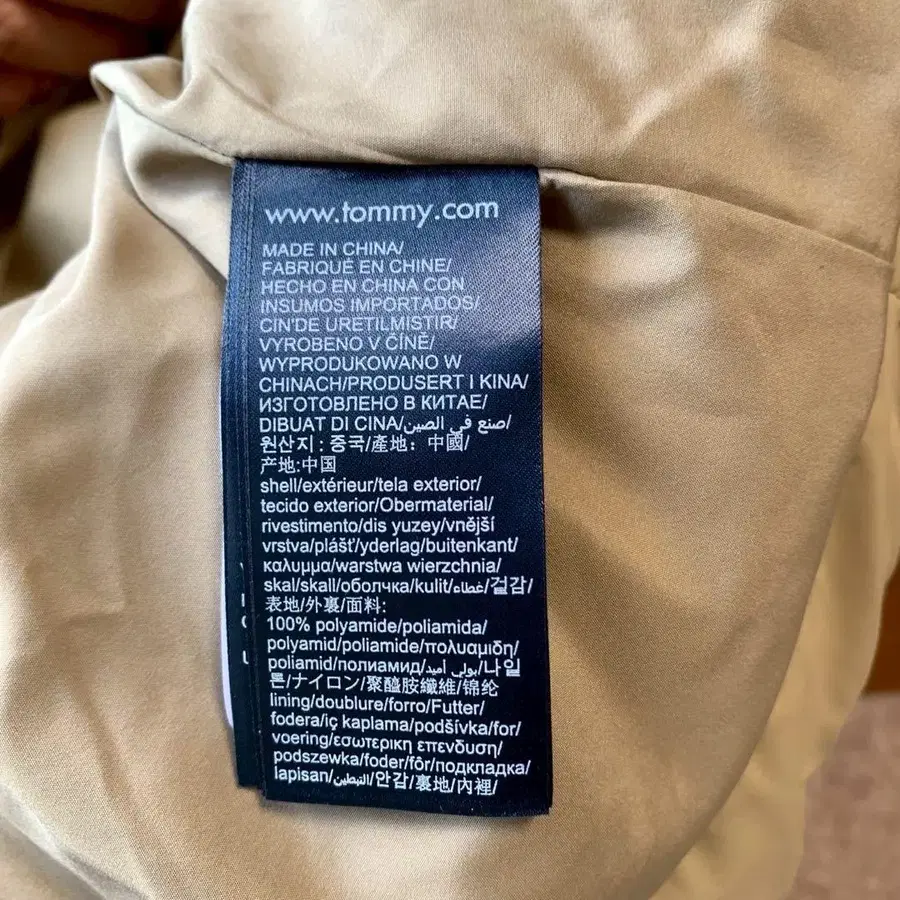 www.tommy.com
MADE IN CHINA/
FABRIQUÉ EN CHINE/
HECHO EN CHINA CON
INSUMOS IMPORTADOS/
CIN'DE URETILMISTIR/
VYROBENO V ČÍNĚ/
WYPRODUKOWANO W
CHINACH/PRODUSERT I KINA/
ИЗГОТОВЛЕНО В КИТАЕ/
DIBUAT DI CINA/صنع في الصين/
원산지 : 중국/產地: 中國/
产地:中国
shell/extérieur/tela exterior/
tecido exterior/Obermaterial/
rivestimento/dis yuzey/vnější
vrstva/plášť/yderlag/buitenkant/
καλυμμα/warstwa wierzchnia/
skal/skall/оболчка/kulit/غطاء/겉감/
表地/外裏/面料:
100% polyamide/poliamida/
polyamid/poliamide/πολυαμιδη/
poliamid/полиамид/بولي اميد/나일
론/ナイロン/聚醯胺纖維/锦纶
lining/doublure/forro/Futter/
fodera/iç kaplama/podšívka/for/
voering/εσωτερικη επενδυση/
podszewka/foder/fôr/подкладка/
lapisan/التبطين/안감/裏地/內裡/